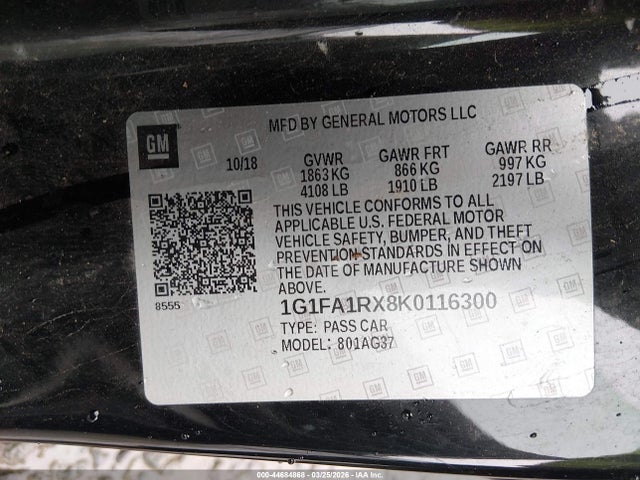 MFD BY GENERAL MOTORS LLC
GM
10/18
GVWR GAWR FRT GAWR RR
1863 KG 866 KG 997 KG
4108 LB 1910 LB 2197 LB
THIS VEHICLE CONFORMS TO ALL
APPLICABLE U.S. FEDERAL MOTOR
VEHICLE SAFETY, BUMPER, AND THEFT
PREVENTION STANDARDS IN EFFECT ON
THE DATE OF MANUFACTURE SHOWN
ABOVE.
8555
1G1FA1RX8K0116300
TYPE: PASS CAR
MODEL: 801AG37
000-44684868 - 03/25/2026 - IAA Inc.